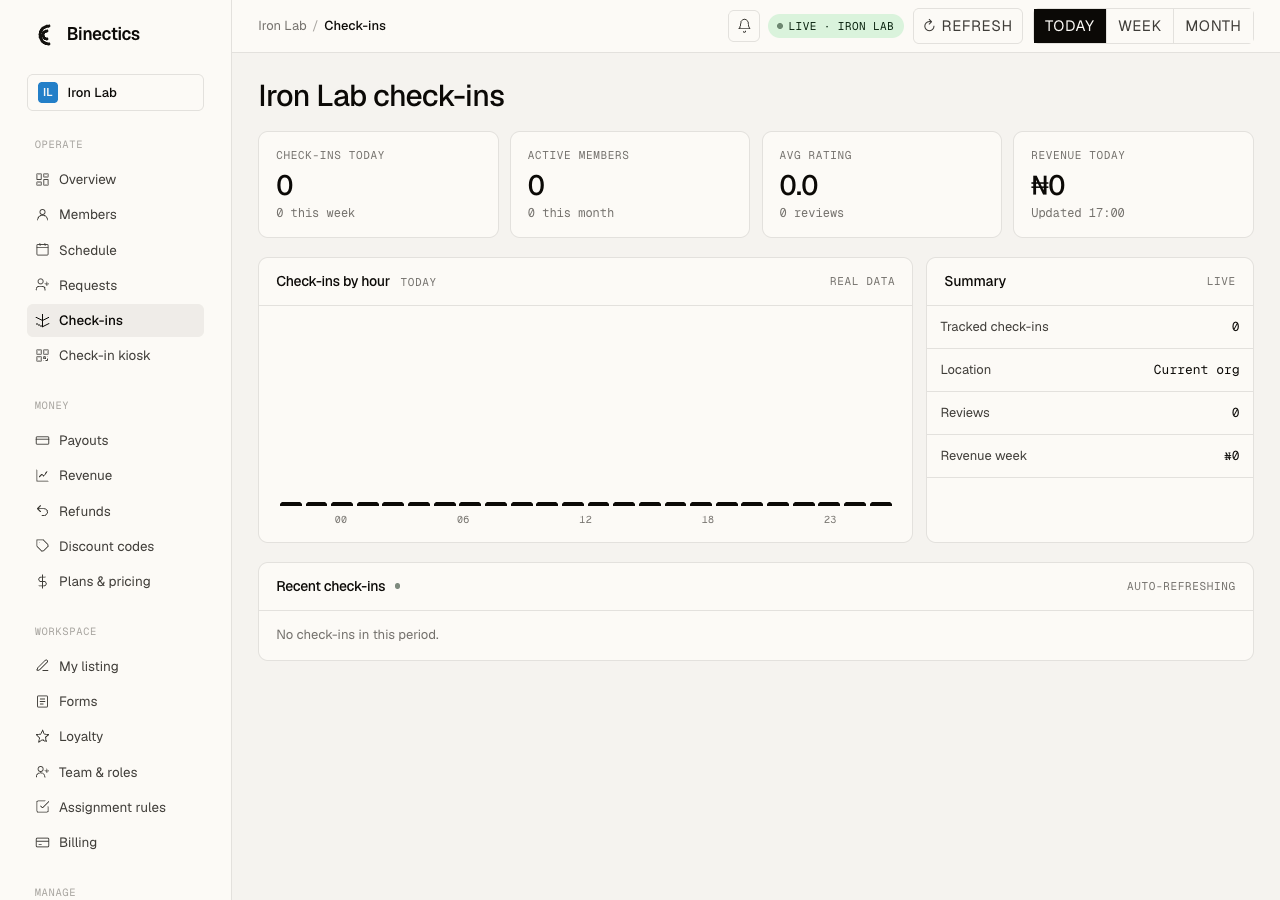 Binectics
IL Iron Lab
OPERATE
Overview
Members
Schedule
Requests
Check-ins
Check-in kiosk
MONEY
Payouts
Revenue
Refunds
Discount codes
Plans & pricing
WORKSPACE
My listing
Forms
Loyalty
Team & roles
Assignment rules
Billing
MANAGE
Iron Lab / Check-ins
LIVE · IRON LAB
REFRESH
TODAY WEEK MONTH
Iron Lab check-ins
CHECK-INS TODAY
0
0 this week
ACTIVE MEMBERS
0
0 this month
AVG RATING
0.0
0 reviews
REVENUE TODAY
₦0
Updated 17:00
Check-ins by hour TODAY REAL DATA
00 06 12 18 23
Summary LIVE
Tracked check-ins 0
Location Current org
Reviews 0
Revenue week ₦0
Recent check-ins AUTO-REFRESHING
No check-ins in this period.